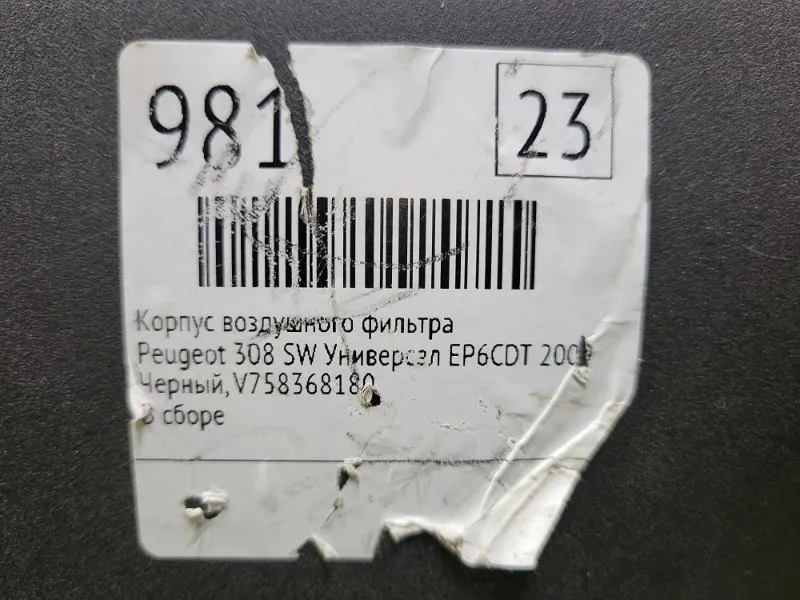 981
23
Корпус воздушного фильтра
Peugeot 308 SW Универсал EP6CDT
Черный, V758368180
В сборе